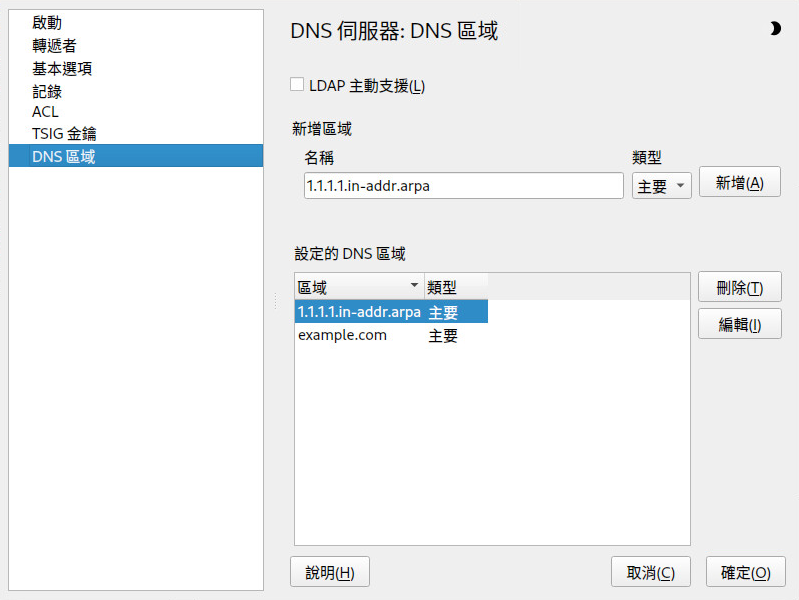 啟動
轉遞者
基本選項
記錄
ACL
TSIG 金鑰
DNS 區域
DNS 伺服器: DNS 區域
LDAP 主動支援(L)
新增區域
名稱 類型
1.1.1.1.in-addr.arpa 主要 新增(A)
設定的 DNS 區域
區域 類型 刪除(T)
1.1.1.1.in-addr.arpa 主要 編輯(I)
example.com 主要
說明(H) 取消(C) 確定(O)